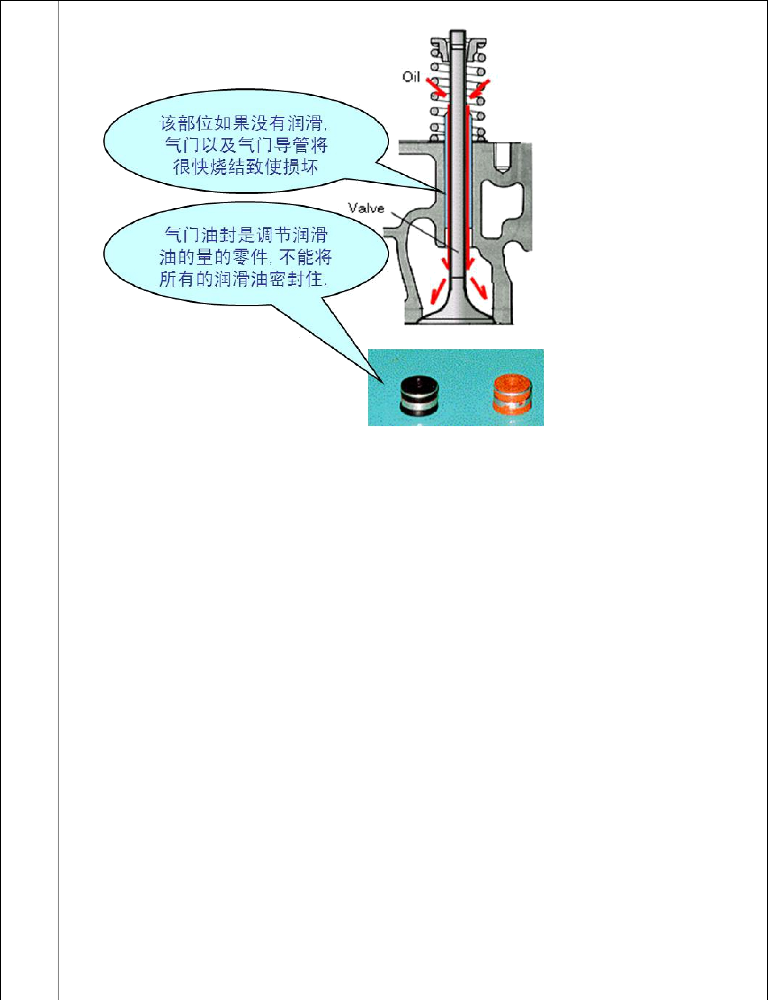 Oil
该部位如果没有润滑,
气门以及气门导管将
很快烧结致使损坏
Valve
气门油封是调节润滑
油的量的零件, 不能将
所有的润滑油密封住.